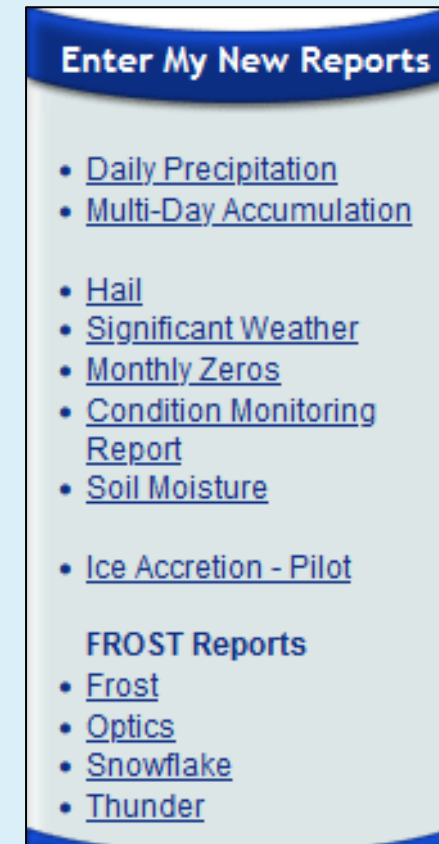 Enter My New Reports
• Daily Precipitation
• Multi-Day Accumulation
• Hail
• Significant Weather
• Monthly Zeros
• Condition Monitoring
Report
• Soil Moisture
• Ice Accretion - Pilot
FROST Reports
• Frost
• Optics
• Snowflake
• Thunder